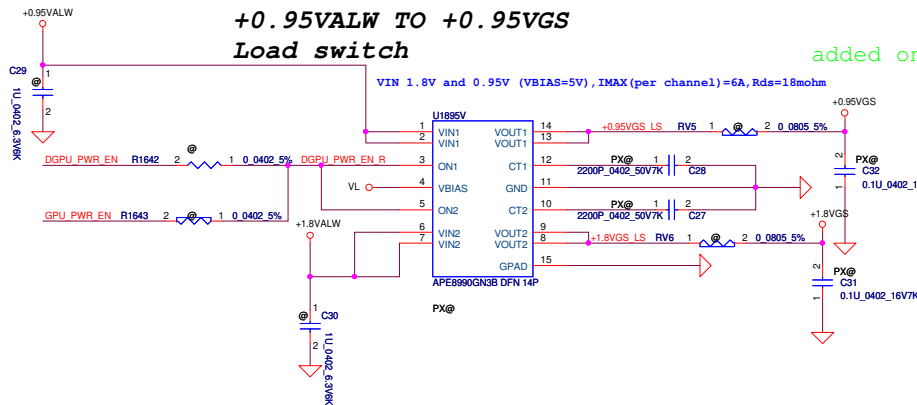 +0.95VALW TO +0.95VGS
Load switch
+0.95VALW
added or
VIN 1.8V and 0.95V (VBIAS=5V),IMAX(per channel)=6A,Rds=18mohm
C29
@
1
2
1U_0402_6.3V6K
U1895V
1 VIN1 VOUT1 14
2 VIN1 VOUT1 13
3 ON1 CT1 12
4 VBIAS GND 11
5 ON2 CT2 10
6 VIN2 VOUT2 9
7 VIN2 VOUT2 8
GPAD 15
APE8990GN3B DFN 14P
PX@
DGPU_PWR_EN R1642 2 @ 1 0_0402_5% DGPU_PWR_EN_R
VL
GPU_PWR_EN R1643 2 @ 1 0_0402_5%
+1.8VALW
@
1
2
C30
1U_0402_6.3V6K
+0.95VGS_LS RV5 1 @ 2 0_0805_5%
+0.95VGS
PX@ 1 2
2200P_0402_50V7K C28
PX@ 1 2
2200P_0402_50V7K C27
+1.8VGS_LS RV6 1 @ 2 0_0805_5%
2
1
PX@
C32
0.1U_0402_1
+1.8VGS
2
1
PX@
C31
0.1U_0402_16V7K